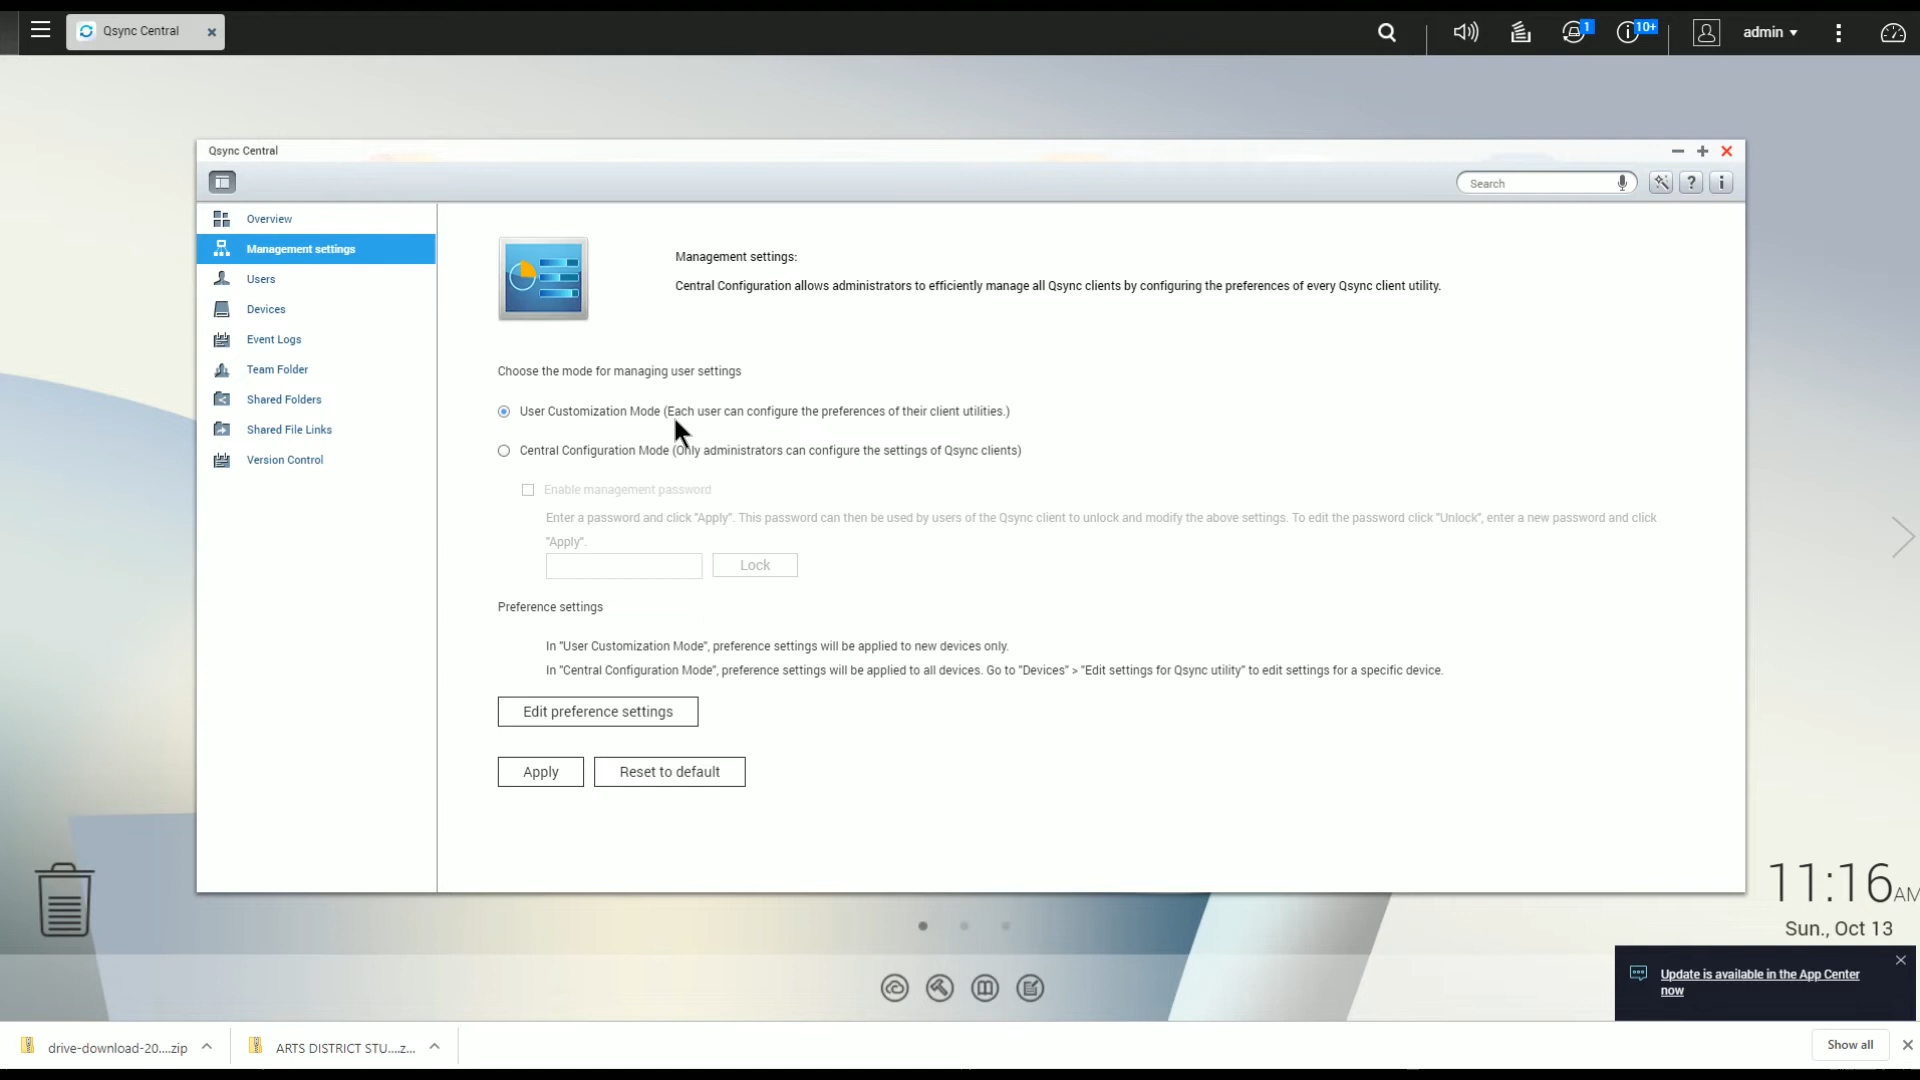 Qsync Central
1
10+
admin
Qsync Central
Search
Overview
Management settings
Users
Devices
Event Logs
Team Folder
Shared Folders
Shared File Links
Version Control
Management settings:
Central Configuration allows administrators to efficiently manage all Qsync clients by configuring the preferences of every Qsync client utility.
Choose the mode for managing user settings
User Customization Mode (Each user can configure the preferences of their client utilities.)
Central Configuration Mode (Only administrators can configure the settings of Qsync clients)
Enable management password
Enter a password and click "Apply". This password can then be used by users of the Qsync client to unlock and modify the above settings. To edit the password click "Unlock", enter a new password and click
"Apply".
Lock
Preference settings
In "User Customization Mode", preference settings will be applied to new devices only.
In "Central Configuration Mode", preference settings will be applied to all devices. Go to "Devices" > "Edit settings for Qsync utility" to edit settings for a specific device.
Edit preference settings
Apply
Reset to default
11:16 AM
Sun., Oct 13
Update is available in the App Center
now
drive-download-20....zip
ARTS DISTRICT STU....z...
Show all